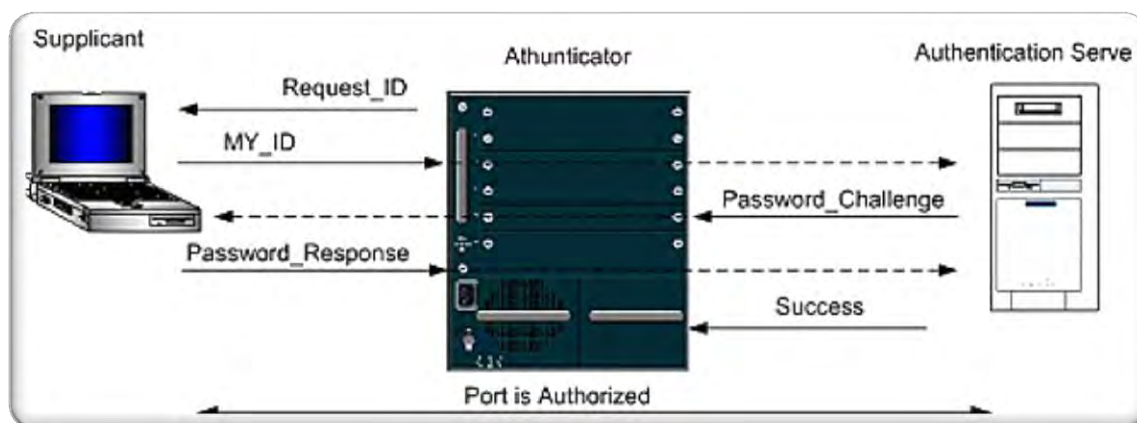 Supplicant
Athunticator
Authentication Serve
Request_ID
MY_ID
Password_Challenge
Password_Response
Success
Port is Authorized